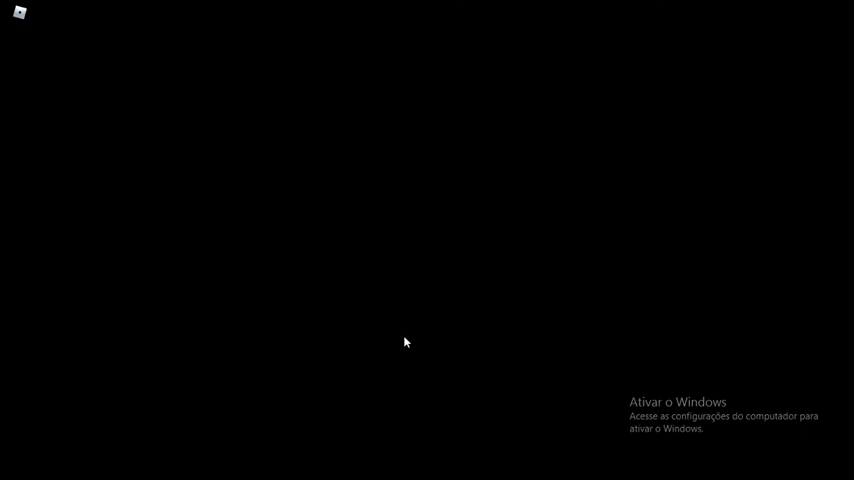 Ativar o Windows
Acesse as configurações do computador para
ativar o Windows.